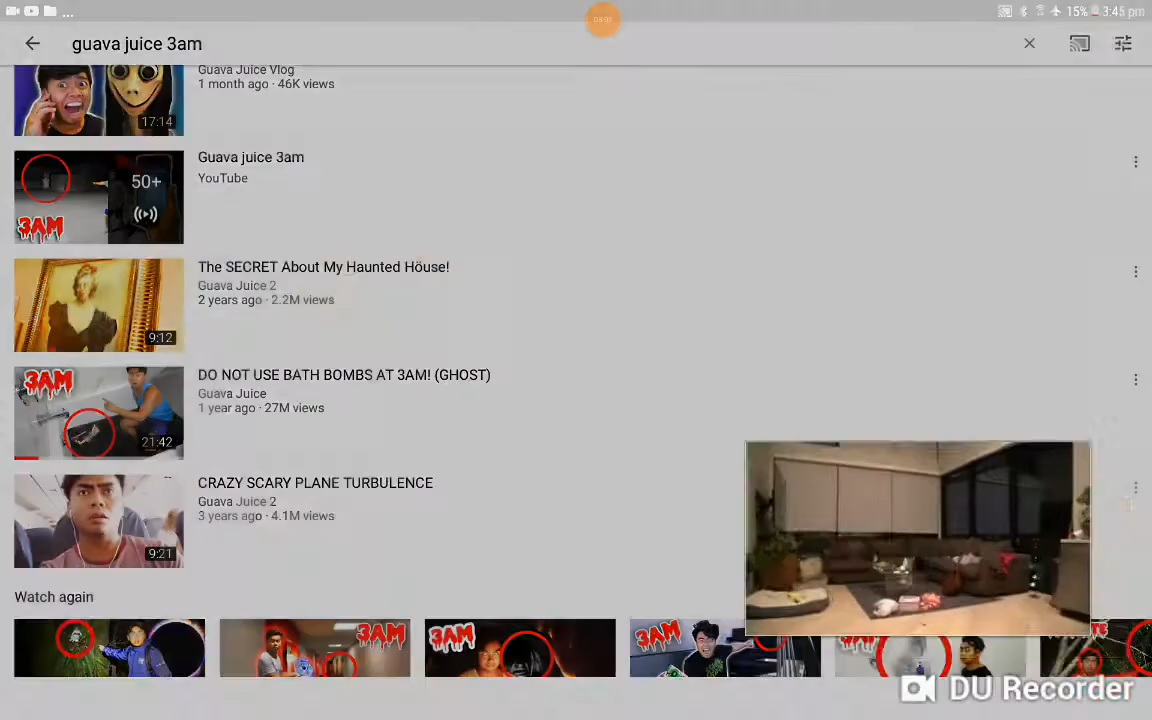 ...
15% 3:45 pm
guava juice 3am
Guava Juice Vlog
1 month ago · 46K views
17:14
Guava juice 3am
YouTube
50+
3AM
The SECRET About My Haunted House!
Guava Juice 2
2 years ago · 2.2M views
9:12
DO NOT USE BATH BOMBS AT 3AM! (GHOST)
Guava Juice
1 year ago · 27M views
3AM
21:42
CRAZY SCARY PLANE TURBULENCE
Guava Juice 2
3 years ago · 4.1M views
9:21
Watch again
3AM
3AM
3AM
DU Recorder